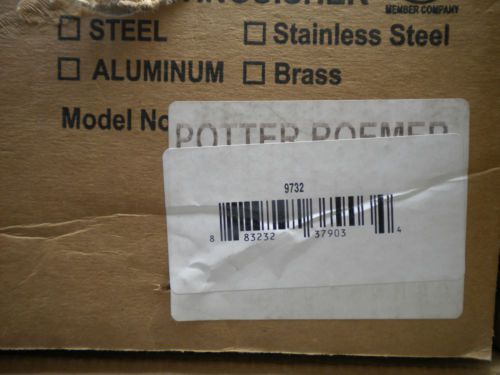 MEMBER COMPANY
☐ STEEL ☐ Stainless Steel
☐ ALUMINUM ☐ Brass
Model No
POTTER ROEMER
9732
8 83232 37903 4